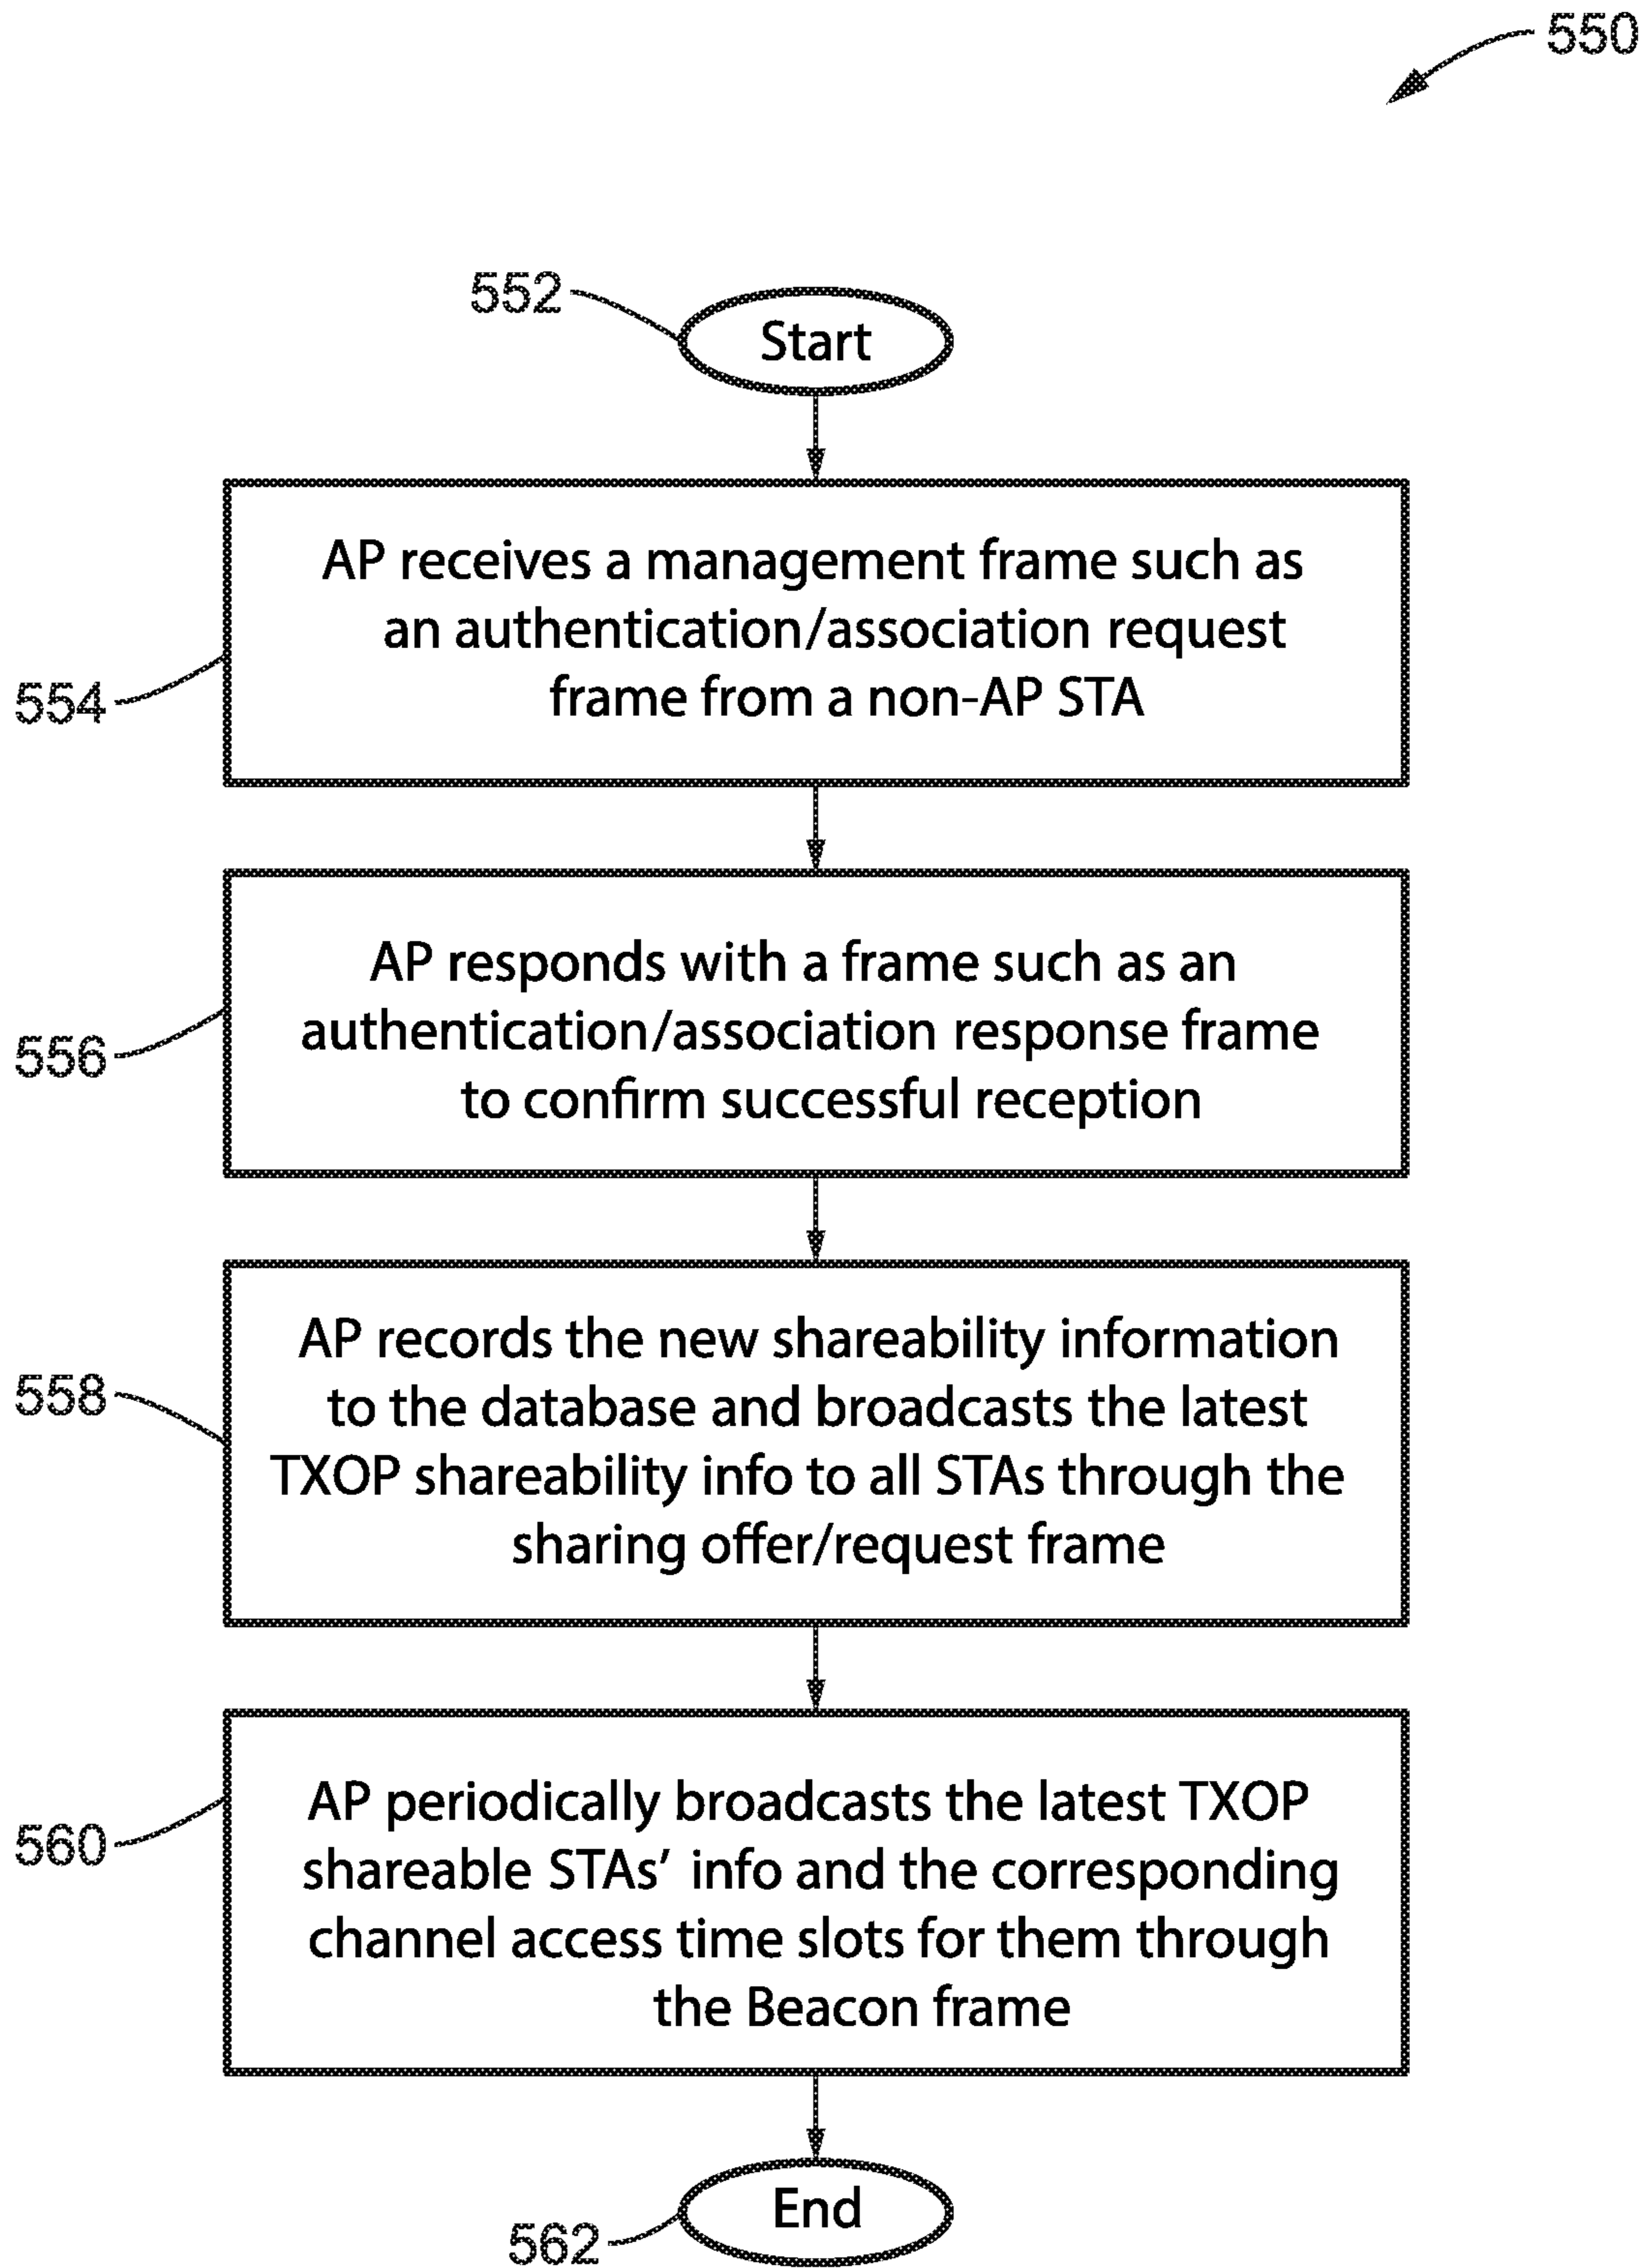 550
552
Start
554
AP receives a management frame such as
an authentication/association request
frame from a non-AP STA
556
AP responds with a frame such as an
authentication/association response frame
to confirm successful reception
558
AP records the new shareability information
to the database and broadcasts the latest
TXOP shareability info to all STAs through the
sharing offer/request frame
560
AP periodically broadcasts the latest TXOP
shareable STAs’ info and the corresponding
channel access time slots for them through
the Beacon frame
562
End